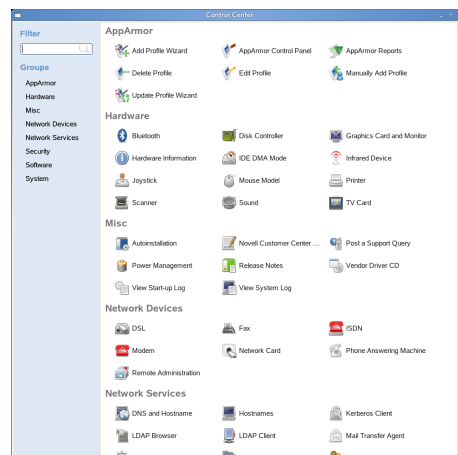 Control Center
Filter
Groups
AppArmor
Hardware
Misc
Network Devices
Network Services
Security
Software
System
AppArmor
Add Profile Wizard
AppArmor Control Panel
AppArmor Reports
Delete Profile
Edit Profile
Manually Add Profile
Update Profile Wizard
Hardware
Bluetooth
Disk Controller
Graphics Card and Monitor
Hardware Information
IDE DMA Mode
Infrared Device
Joystick
Mouse Model
Printer
Scanner
Sound
TV Card
Misc
Autoinstallation
Novell Customer Center ...
Post a Support Query
Power Management
Release Notes
Vendor Driver CD
View Start-up Log
View System Log
Network Devices
DSL
Fax
ISDN
Modem
Network Card
Phone Answering Machine
Remote Administration
Network Services
DNS and Hostname
Hostnames
Kerberos Client
LDAP Browser
LDAP Client
Mail Transfer Agent